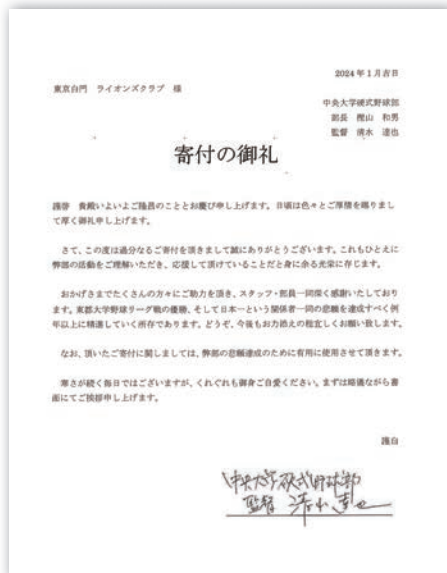 2024年1月吉日
東京白門　ライオンズクラブ　様
中央大学硬式野球部
部長　樫山　和男
監督　清水　達也
寄付の御礼
謹啓　貴殿いよいよご隆昌のこととお慶び申し上げます。日頃は色々とご厚情を賜りまし
て厚く御礼申し上げます。
さて、この度は過分なるご寄付を頂きまして誠にありがとうございます。これもひとえに
弊部の活動をご理解いただき、応援して頂けていることだと身に余る光栄に存じます。
おかげさまでたくさんの方々にご助力を頂き、スタッフ・部員一同深く感謝いたしており
ます。東都大学野球リーグ戦の優勝、そして日本一という関係者一同の悲願を達成すべく例
年以上に精進していく所存であります。どうぞ、今後もお力添えの程宜しくお願い致します。
なお、頂いたご寄付に関しましては、弊部の悲願達成のために有用に使用させて頂きます。
寒さが続く毎日ではございますが、くれぐれも御身ご自愛ください。まずは略儀ながら書
面にてご挨拶申し上げます。
謹白
中央大学硬式野球部
監督　清水達也